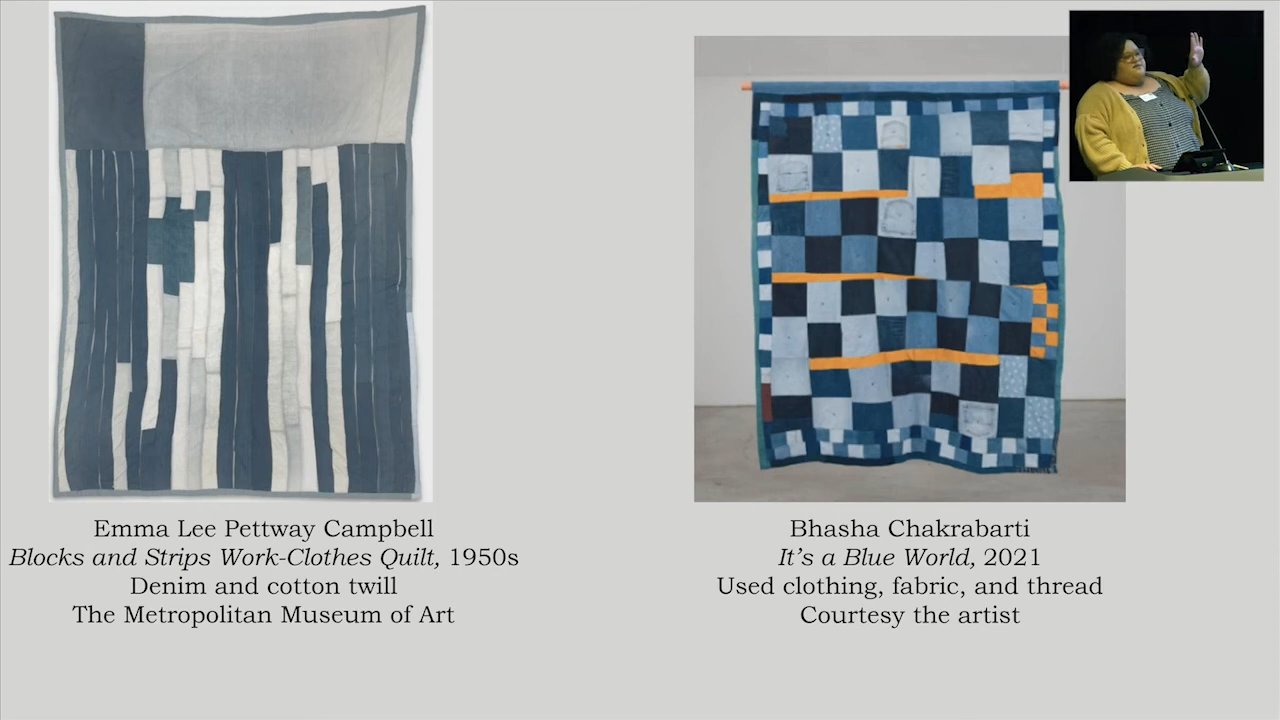 Emma Lee Pettway Campbell
Blocks and Strips Work-Clothes Quilt, 1950s
Denim and cotton twill
The Metropolitan Museum of Art
Bhasha Chakrabarti
It's a Blue World, 2021
Used clothing, fabric, and thread
Courtesy the artist